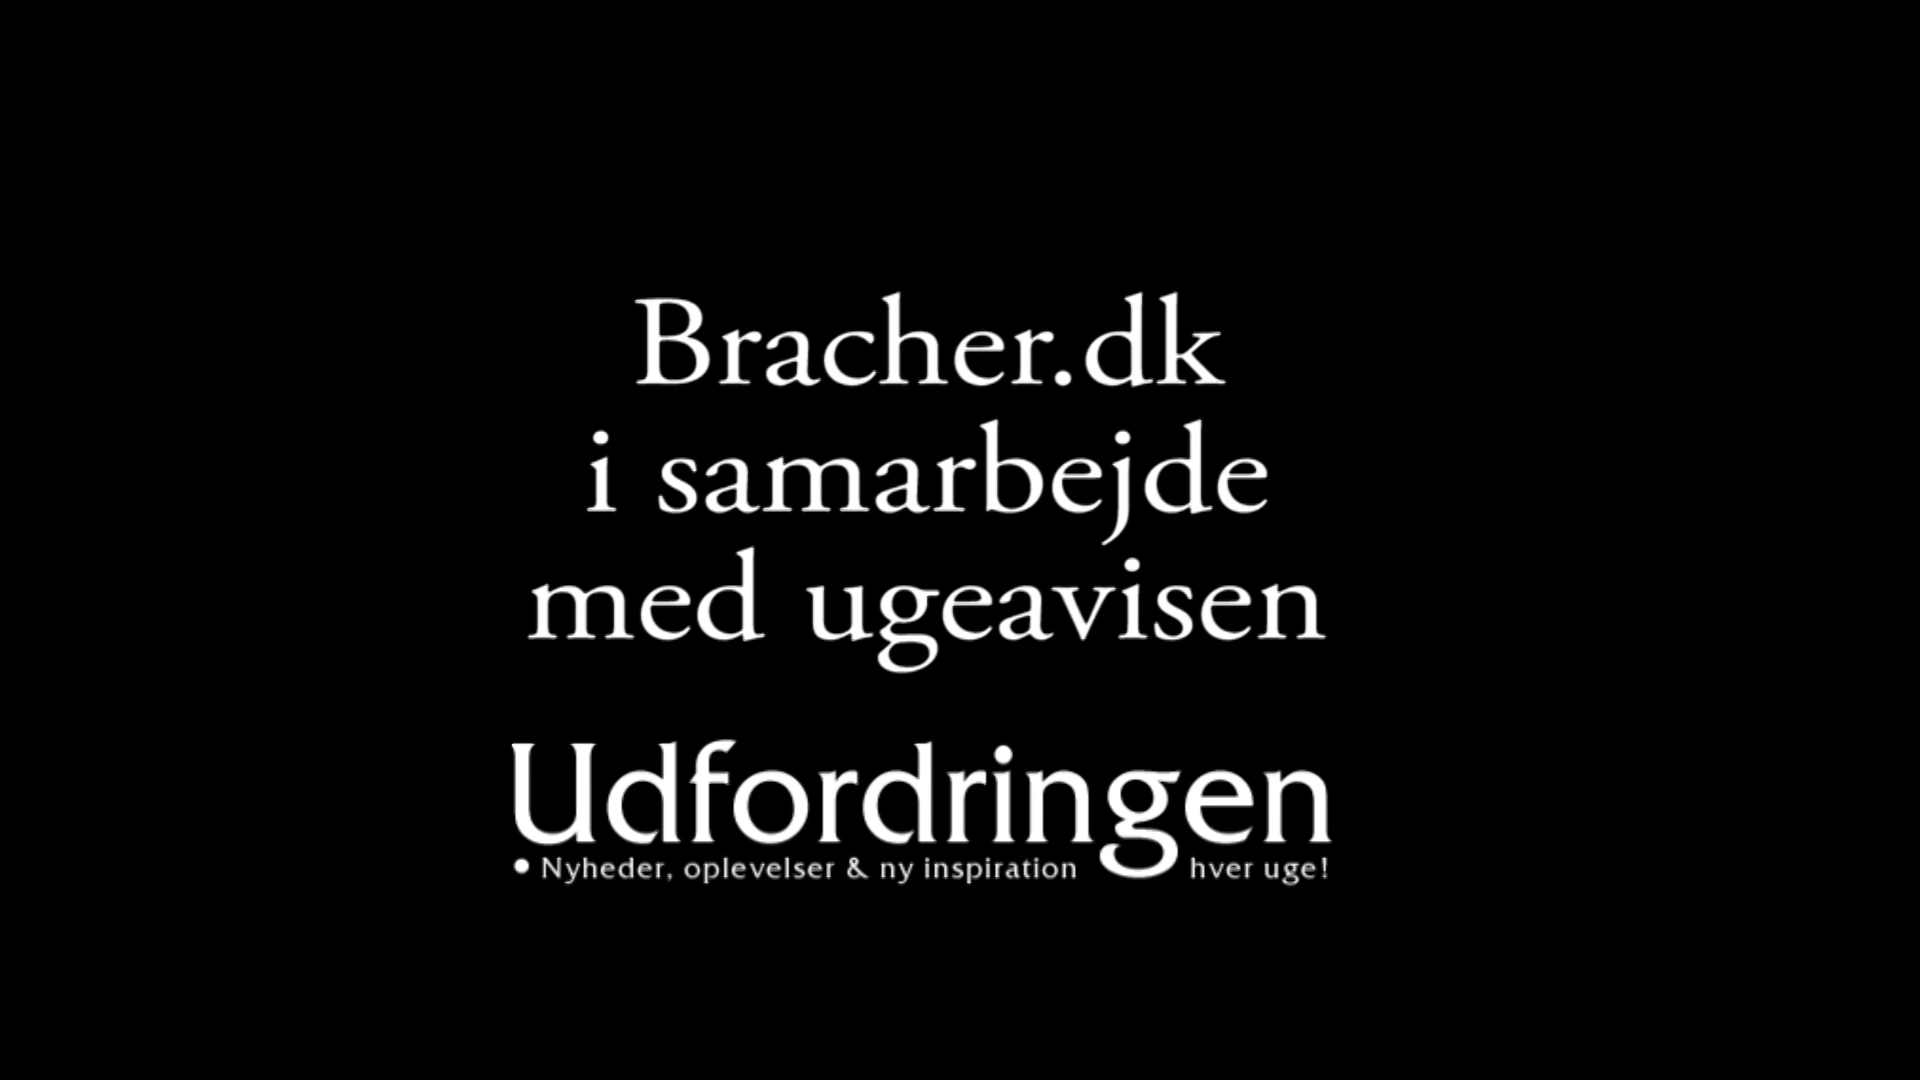 Bracher.dk
i samarbejde
med ugeavisen
Udfordringen
• Nyheder, oplevelser & ny inspiration hver uge!